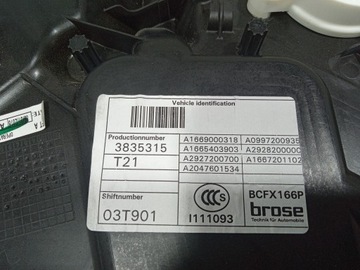 Vehicle identification
Productionnumber
3835315
T21
A1669000318 A0997200935
A1665403903 A2928200000
A2927200700 A1667201102
A2047601534
Shiftnumber
03T901
CCC S
I111093
BCFX166P
brose
Technik für Automobile